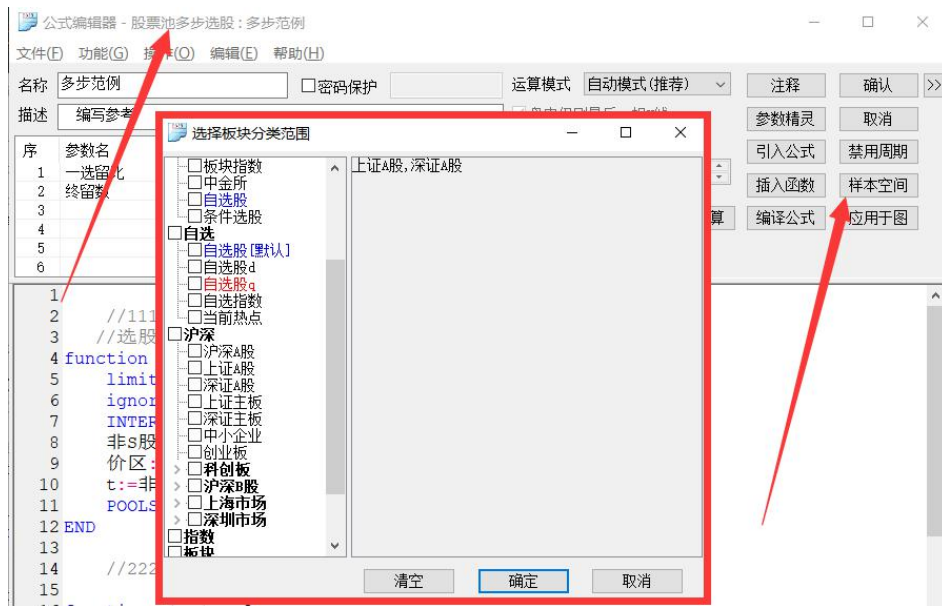 公式编辑器 - 股票池多步选股 : 多步范例
文件(F) 功能(G) 操作(O) 编辑(E) 帮助(H)
名称 多步范例 密码保护 运算模式 自动模式(推荐) 注释 确认 >>
描述 编写参考 参数精灵 取消
序 参数名 引入公式 禁用周期
1 一选留比 插入函数 样本空间
2 终留数 算 编译公式 应用于图
3
4
5
6
选择板块分类范围
板块指数 上证A股,深证A股
中金所
自选股
条件选股
自选
自选股[默认]
自选股d
自选股q
自选指数
当前热点
沪深
沪深A股
上证A股
深证A股
上证主板
深证主板
中小企业
创业板
科创板
沪深B股
上海市场
深圳市场
指数
板块
清空 确定 取消
1
2 //111
3 //选股
4 function
5 limit
6 ignor
7 INTER
8 非S股
9 价区:
10 t:=非
11 POOLS
12 END
13
14 //222
15